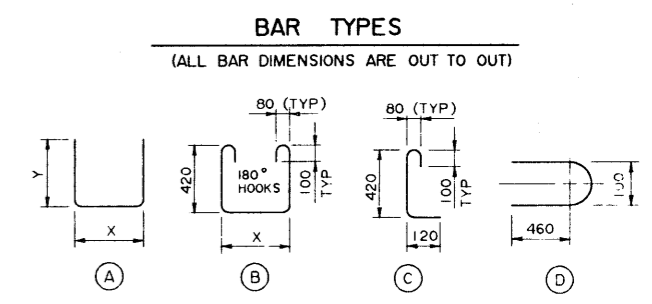 BAR TYPES
(ALL BAR DIMENSIONS ARE OUT TO OUT)
80 (TYP)
80 (TYP)
Y
420
180°
HOOKS
100
TYP
420
100
TYP
X
X
120
460
A
B
C
D